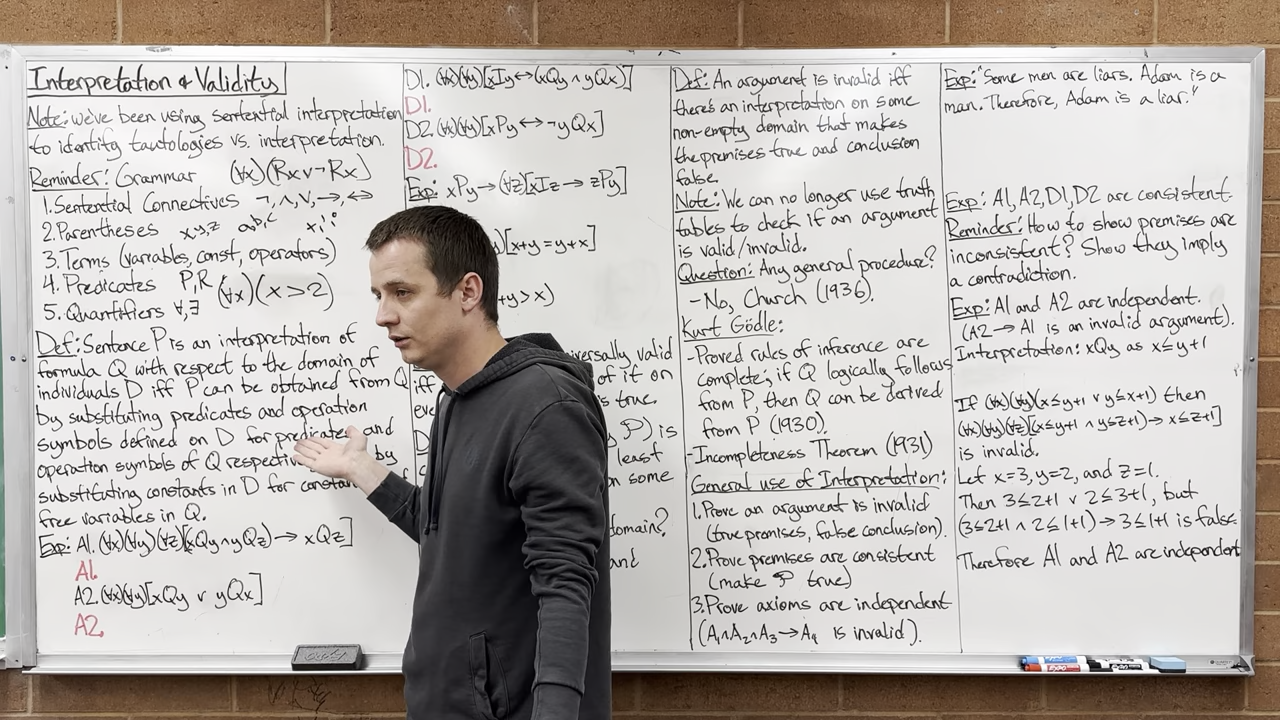 Interpretation & Validity
Note: we've been using sentential interpretation
to identify tautologies vs. interpretation.
Reminder: Grammar (∀x)(Rx v ¬Rx)
1. Sentential Connectives ¬, ∧, V, →, ↔
2. Parentheses x,y,z a,b,c
3. Terms (variables, const, operators)
4. Predicates P,R (∀x)(x>2)
5. Quantifiers ∀,∃
Def: Sentence P is an interpretation of
formula Q with respect to the domain of
individuals D iff P can be obtained from Q
by substituting predicates and operation
symbols defined on D for predicates and
operation symbols of Q by
substituting constants in D for
free variables in Q.
Exp: A1. (∀x)(∀y)(∀z)[xQy ∧ yQz) → xQz]
A1.
A2. (∀x)(∀y)[xQy v yQx]
A2.
D1. (∀x)(∀y)[xIy ↔ (xQy ∧ yQx)]
D1.
D2. (∀x)(∀y)[xPy ↔ ¬yQx]
D2.
Exp: xPy → (∀z)[xIz → zPy]
)[x+y=y+x]
+y>x)
valid
iff of it on
is true.
) is
least
some
domain?
and
Def: An argument is invalid iff
there's an interpretation on some
non-empty domain that makes
the premises true and conclusion
false.
Note: We can no longer use truth
tables to check if an argument
is valid/invalid.
Question: Any general procedure?
-No, Church (1936).
Kurt Gödle:
-Proved rules of inference are
complete; if Q logically follows
from P, then Q can be derived
from P (1930).
-Incompleteness Theorem (1931)
General use of Interpretation:
1. Prove an argument is invalid
(true premises, false conclusion).
2. Prove premises are consistent
(make P true)
3. Prove axioms are independent
(A1∧A2∧A3→A4 is invalid).
Exp: "Some men are liars. Adam is a
man. Therefore, Adam is a liar."
Exp: A1, A2, D1, D2 are consistent.
Reminder: How to show premises are
inconsistent? Show they imply
a contradiction.
Exp: A1 and A2 are independent.
(A2 → A1 is an invalid argument).
Interpretation: xQy as x≤y+1
If (∀x)(∀y)(x≤y+1 v y≤x+1) then
(∀x)(∀y)(∀z)[(x≤y+1 ∧ y≤z+1) → x≤z+1]
is invalid.
Let x=3, y=2, and z=1.
Then 3≤2+1 v 2≤3+1, but
(3≤2+1 ∧ 2≤1+1) → 3≤1+1 is false
Therefore A1 and A2 are independent